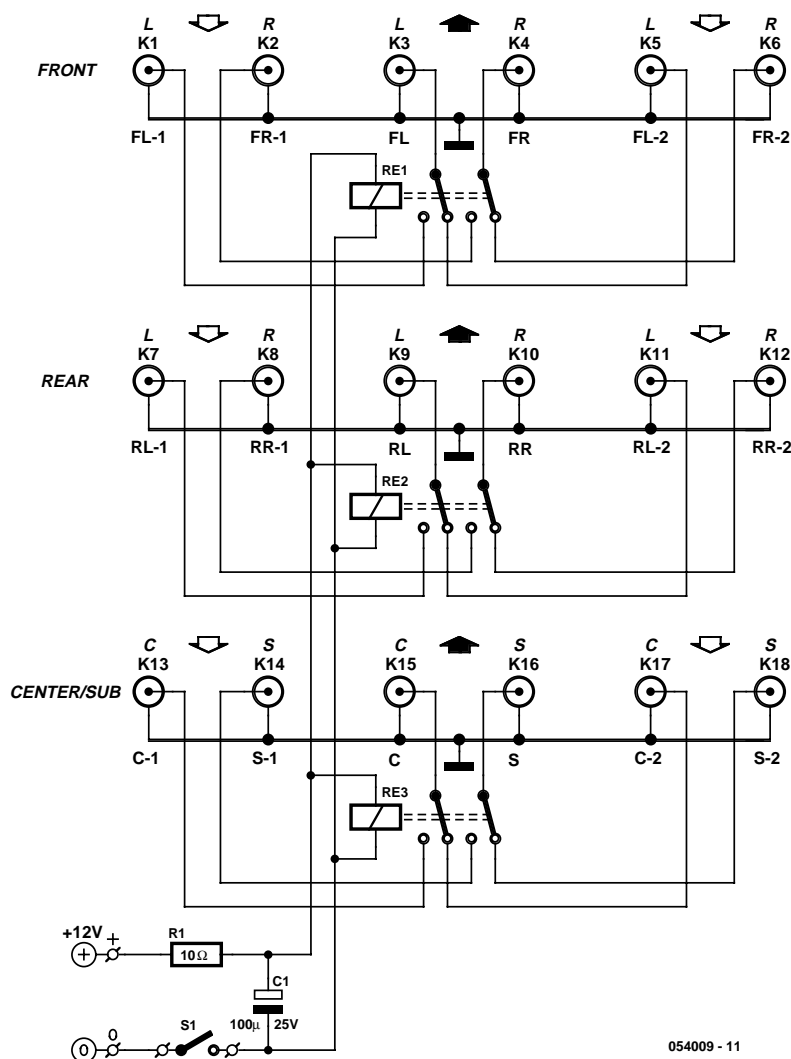 L R L R L R
K1 K2 K3 K4 K5 K6
FRONT
FL-1 FR-1 FL FR FL-2 FR-2
RE1
L R L R L R
K7 K8 K9 K10 K11 K12
REAR
RL-1 RR-1 RL RR RL-2 RR-2
RE2
C S C S C S
K13 K14 K15 K16 K17 K18
CENTER/SUB
C-1 S-1 C S C-2 S-2
RE3
+12V + R1
10Ω
C1
0 S1 100µ 25V
0
054009 - 11